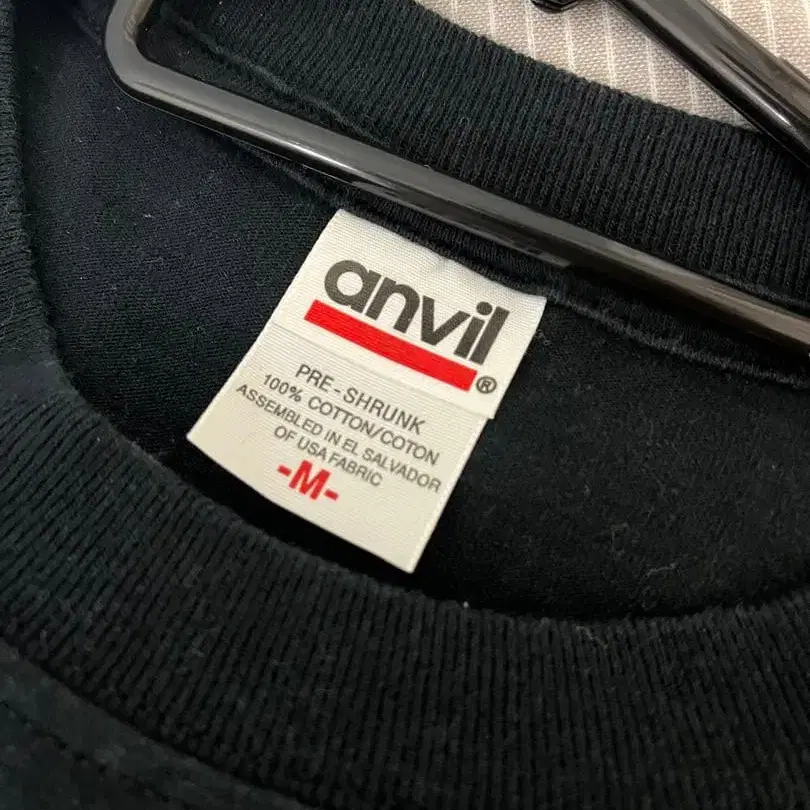 anvil®
PRE-SHRUNK
100% COTTON/COTON
ASSEMBLED IN EL SALVADOR
OF USA FABRIC
-M-